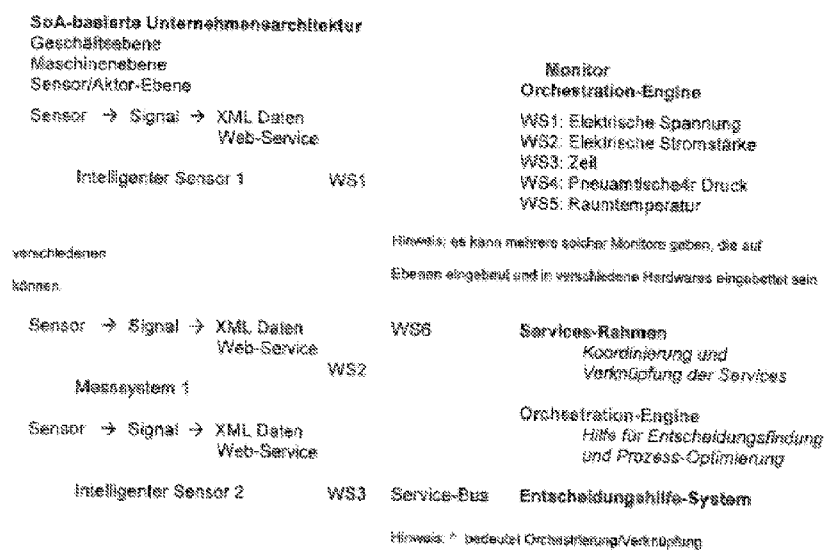 SoA-basierte Unternehmensarchitektur
Geschäftsebene
Maschinenebene
Sensor/Aktor-Ebene
Monitor
Orchestration-Engine
Sensor → Signal → XML Daten
Web-Service
Intelligenter Sensor 1 WS1
WS1: Elektrische Spannung
WS2: Elektrische Stromstärke
WS3: Zeit
WS4: Pneuamtische4r Druck
WS5: Raumtemperatur
Hinweis: es kann mehrere solcher Monitore geben, die auf
verschiedenen
Ebenen eingebaut und in verschiedene Hardwares eingebettet sein
können.
Sensor → Signal → XML Daten
Web-Service
WS2
Messsystem 1
WS6 Services-Rahmen
Koordinierung und
Verknüpfung der Services
Sensor → Signal → XML Daten
Web-Service
Orchestration-Engine
Hilfe für Entscheidungsfindung
und Prozess-Optimierung
Intelligenter Sensor 2 WS3 Service-Bus Entscheidungshilfe-System
Hinweis: ^ bedeutet Orchestrierung/Verknüpfung